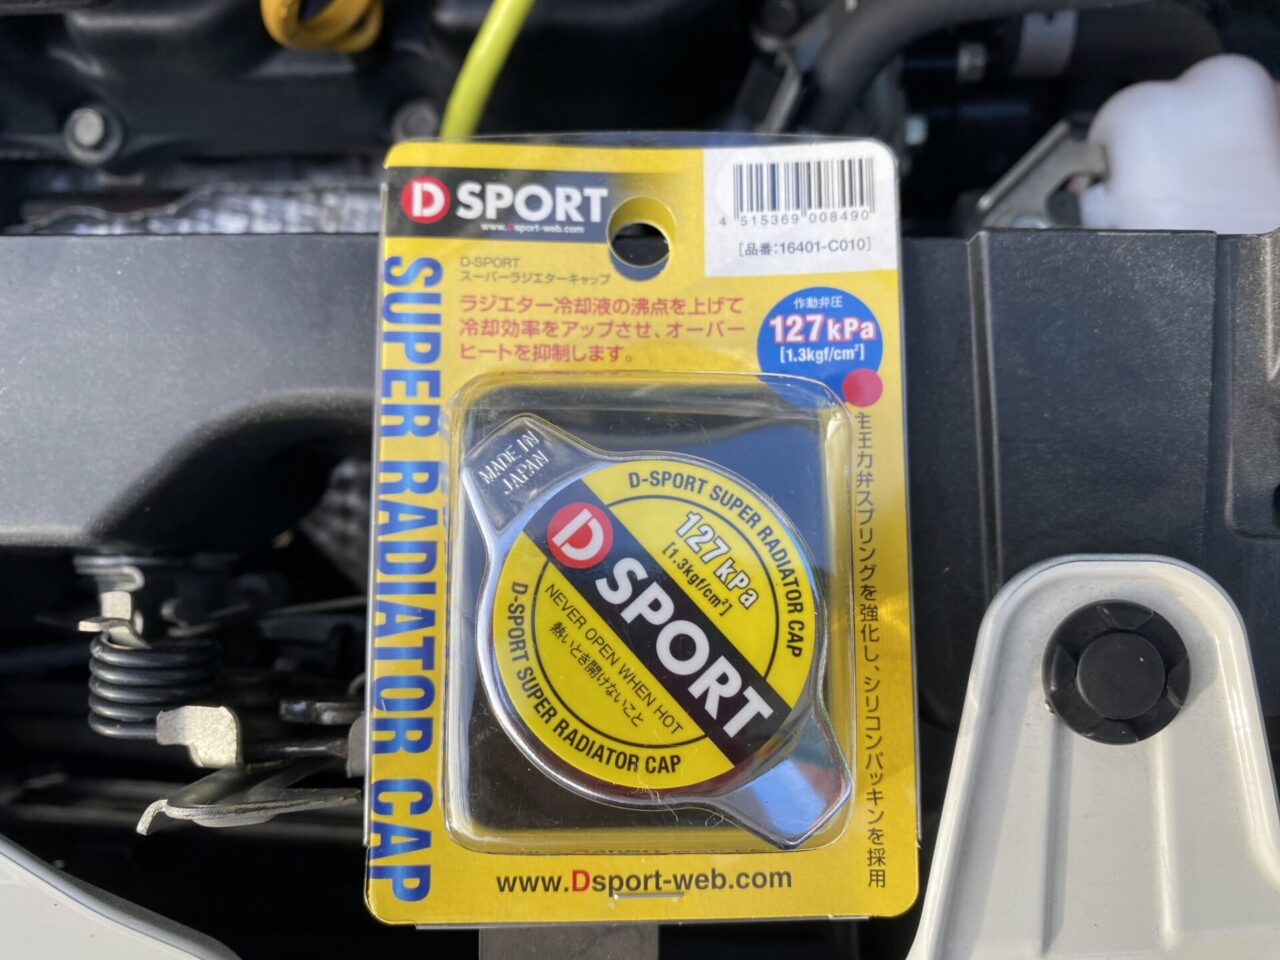 D SPORT
www.Dsport-web.com
4 515369 008490
[品番:16401-C010]
D-SPORT
スーパーラジエターキャップ
ラジエター冷却液の沸点を上げて
冷却効率をアップさせ、オーバー
ヒートを抑制します。
作動弁圧
127kPa
[1.3kgf/cm²]
SUPER RADIATOR CAP
主圧力弁スプリングを強化し、シリコンパッキンを採用
MADE IN
JAPAN
D-SPORT SUPER RADIATOR CAP
127kPa
[1.3kgf/cm²]
D SPORT
NEVER OPEN WHEN HOT
熱いとき開けないこと
D-SPORT SUPER RADIATOR CAP
www.Dsport-web.com